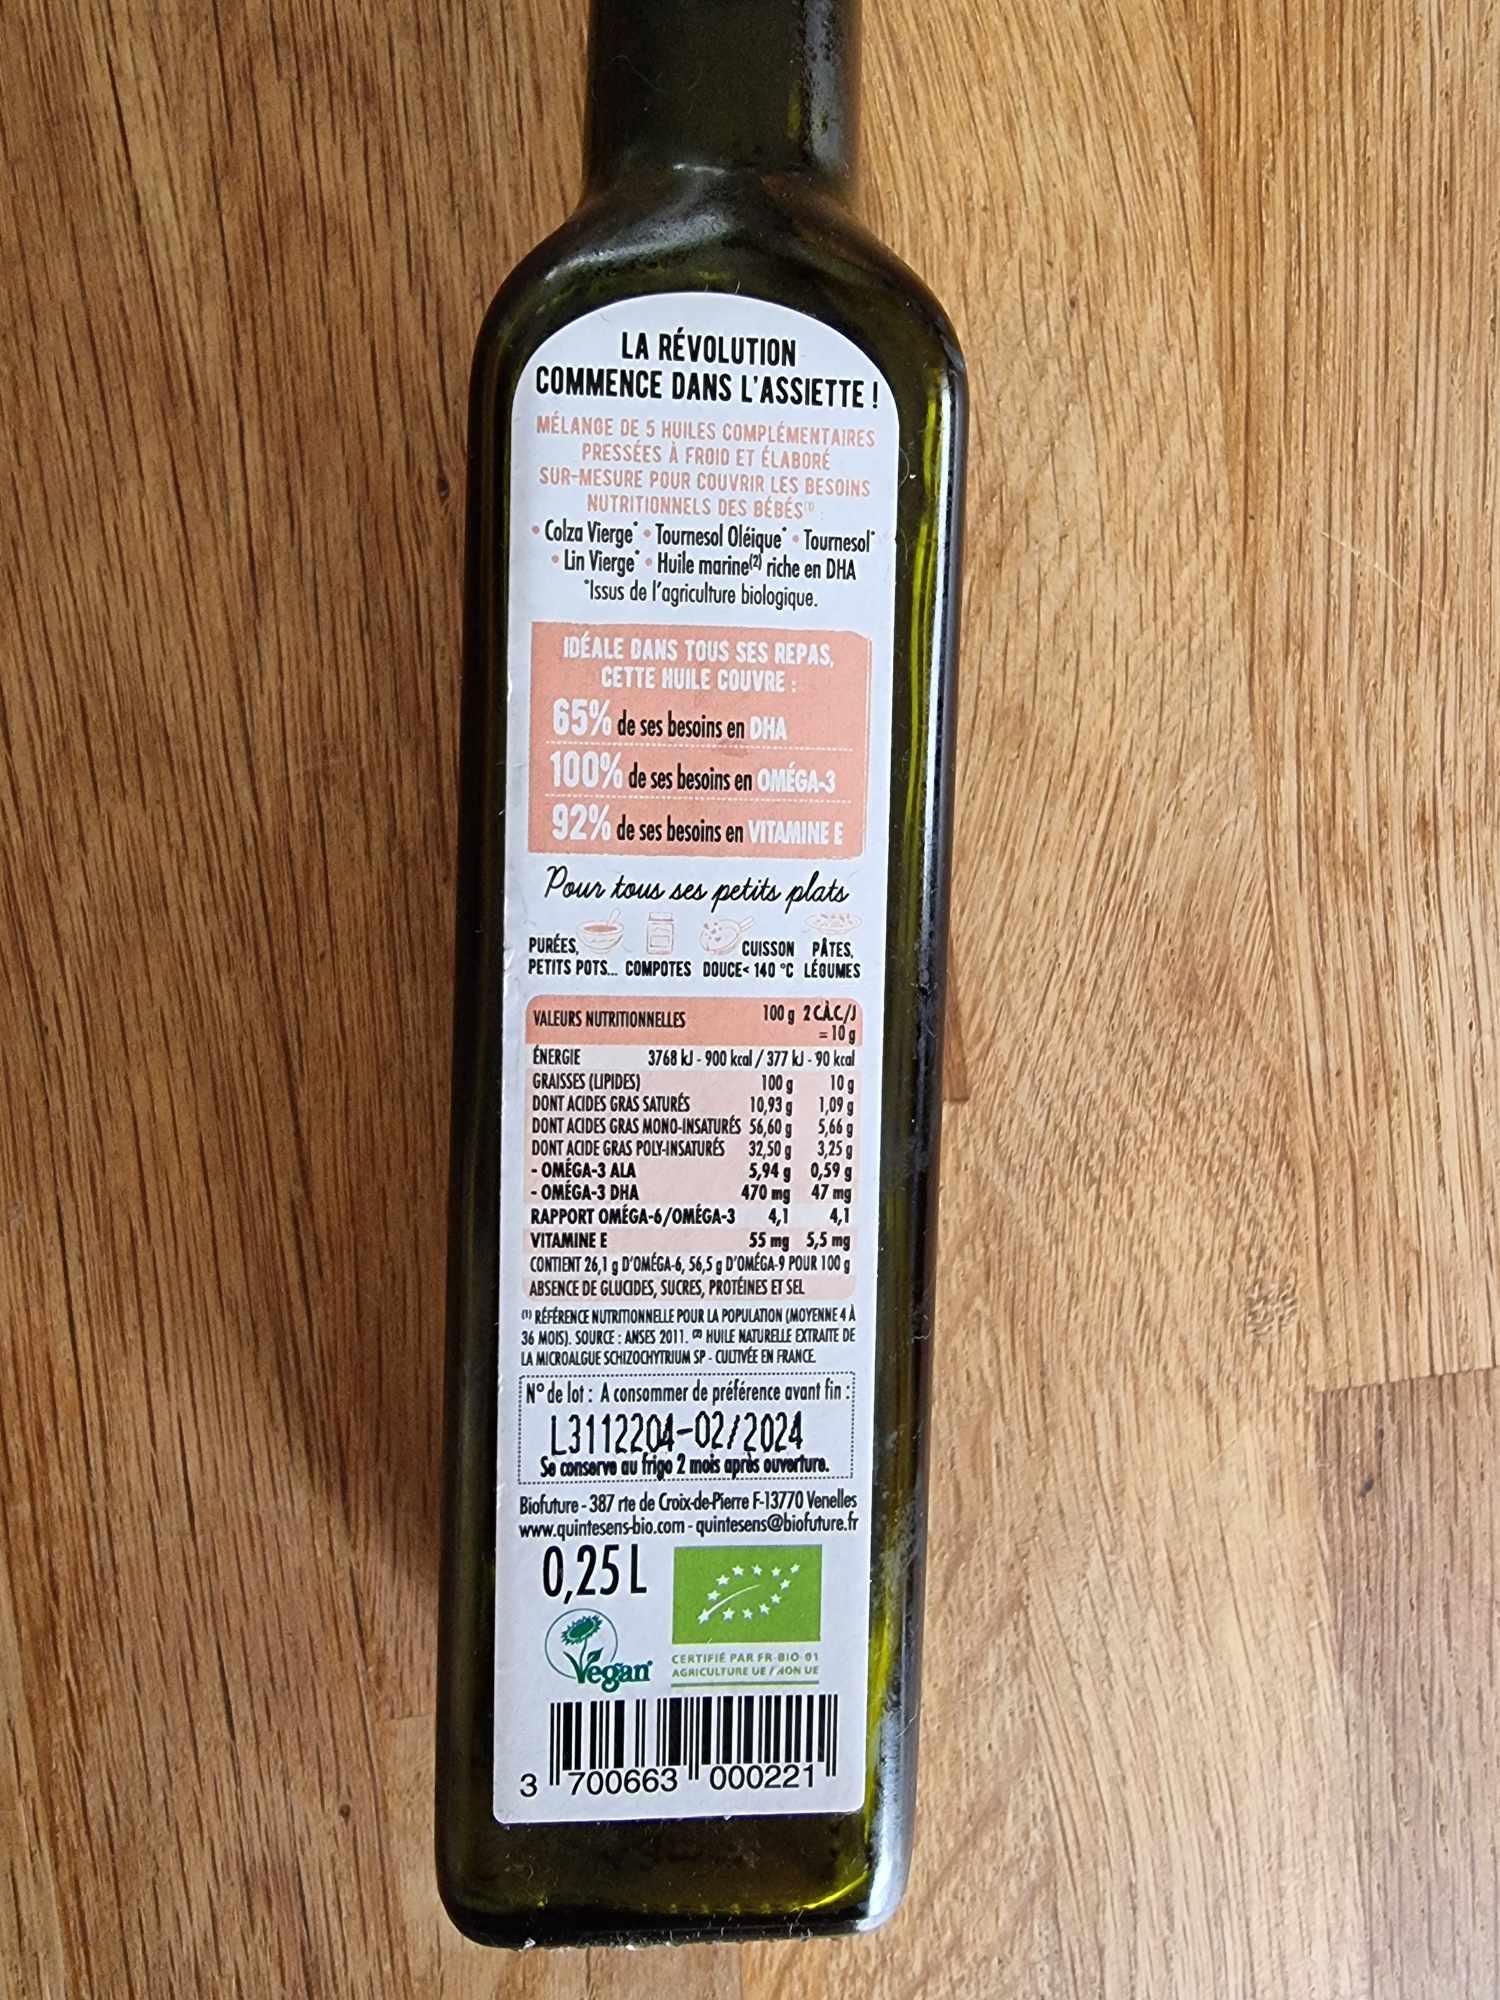 LA RÉVOLUTION
COMMENCE DANS L'ASSIETTE !
MÉLANGE DE 5 HUILES COMPLÉMENTAIRES
PRESSÉES À FROID ET ÉLABORÉ
SUR-MESURE POUR COUVRIR LES BESOINS
NUTRITIONNELS DES BÉBÉS(1) :
• Colza Vierge* • Tournesol Oléique* • Tournesol*
• Lin Vierge* • Huile marine(2) riche en DHA
*Issus de l'agriculture biologique.
IDÉALE DANS TOUS SES REPAS,
CETTE HUILE COUVRE :
65% de ses besoins en DHA
100% de ses besoins en OMÉGA-3
92% de ses besoins en VITAMINE E
Pour tous ses petits plats
PURÉES, CUISSON PÂTES,
PETITS POTS... COMPOTES DOUCE< 140 °C LÉGUMES
VALEURS NUTRITIONNELLES 100 g 2 CÀC/J
= 10 g
ÉNERGIE 3768 kJ - 900 kcal / 377 kJ - 90 kcal
GRAISSES (LIPIDES) 100 g 10 g
DONT ACIDES GRAS SATURÉS 10,93 g 1,09 g
DONT ACIDES GRAS MONO-INSATURÉS 56,60 g 5,66 g
DONT ACIDE GRAS POLY-INSATURÉS 32,50 g 3,25 g
- OMÉGA-3 ALA 5,94 g 0,59 g
- OMÉGA-3 DHA 470 mg 47 mg
RAPPORT OMÉGA-6/OMÉGA-3 4,1 4,1
VITAMINE E 55 mg 5,5 mg
CONTIENT 26,1 g D'OMÉGA-6, 56,5 g D'OMÉGA-9 POUR 100 g
ABSENCE DE GLUCIDES, SUCRES, PROTÉINES ET SEL
(1) RÉFÉRENCE NUTRITIONNELLE POUR LA POPULATION (MOYENNE 4 À
36 MOIS). SOURCE : ANSES 2011. (2) HUILE NATURELLE EXTRAITE DE
LA MICROALGUE SCHIZOCHYTRIUM SP - CULTIVÉE EN FRANCE.
N° de lot : A consommer de préférence avant fin :
L3112204-02/2024
Se conserve au frigo 2 mois après ouverture.
Biofuture - 387 rte de Croix-de-Pierre F-13770 Venelles
www.quintesens-bio.com - quintesens@biofuture.fr
0,25 L
Vegan
CERTIFIÉ PAR FR-BIO-01
AGRICULTURE UE / NON UE
3 700663 000221